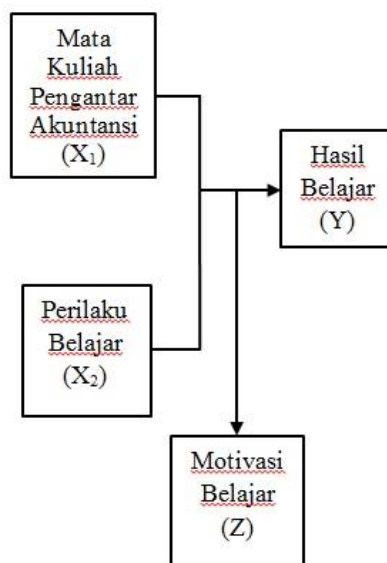 Mata
Kuliah
Pengantar
Akuntansi
(X₁)
Hasil
Belajar
(Y)
Perilaku
Belajar
(X₂)
Motivasi
Belajar
(Z)